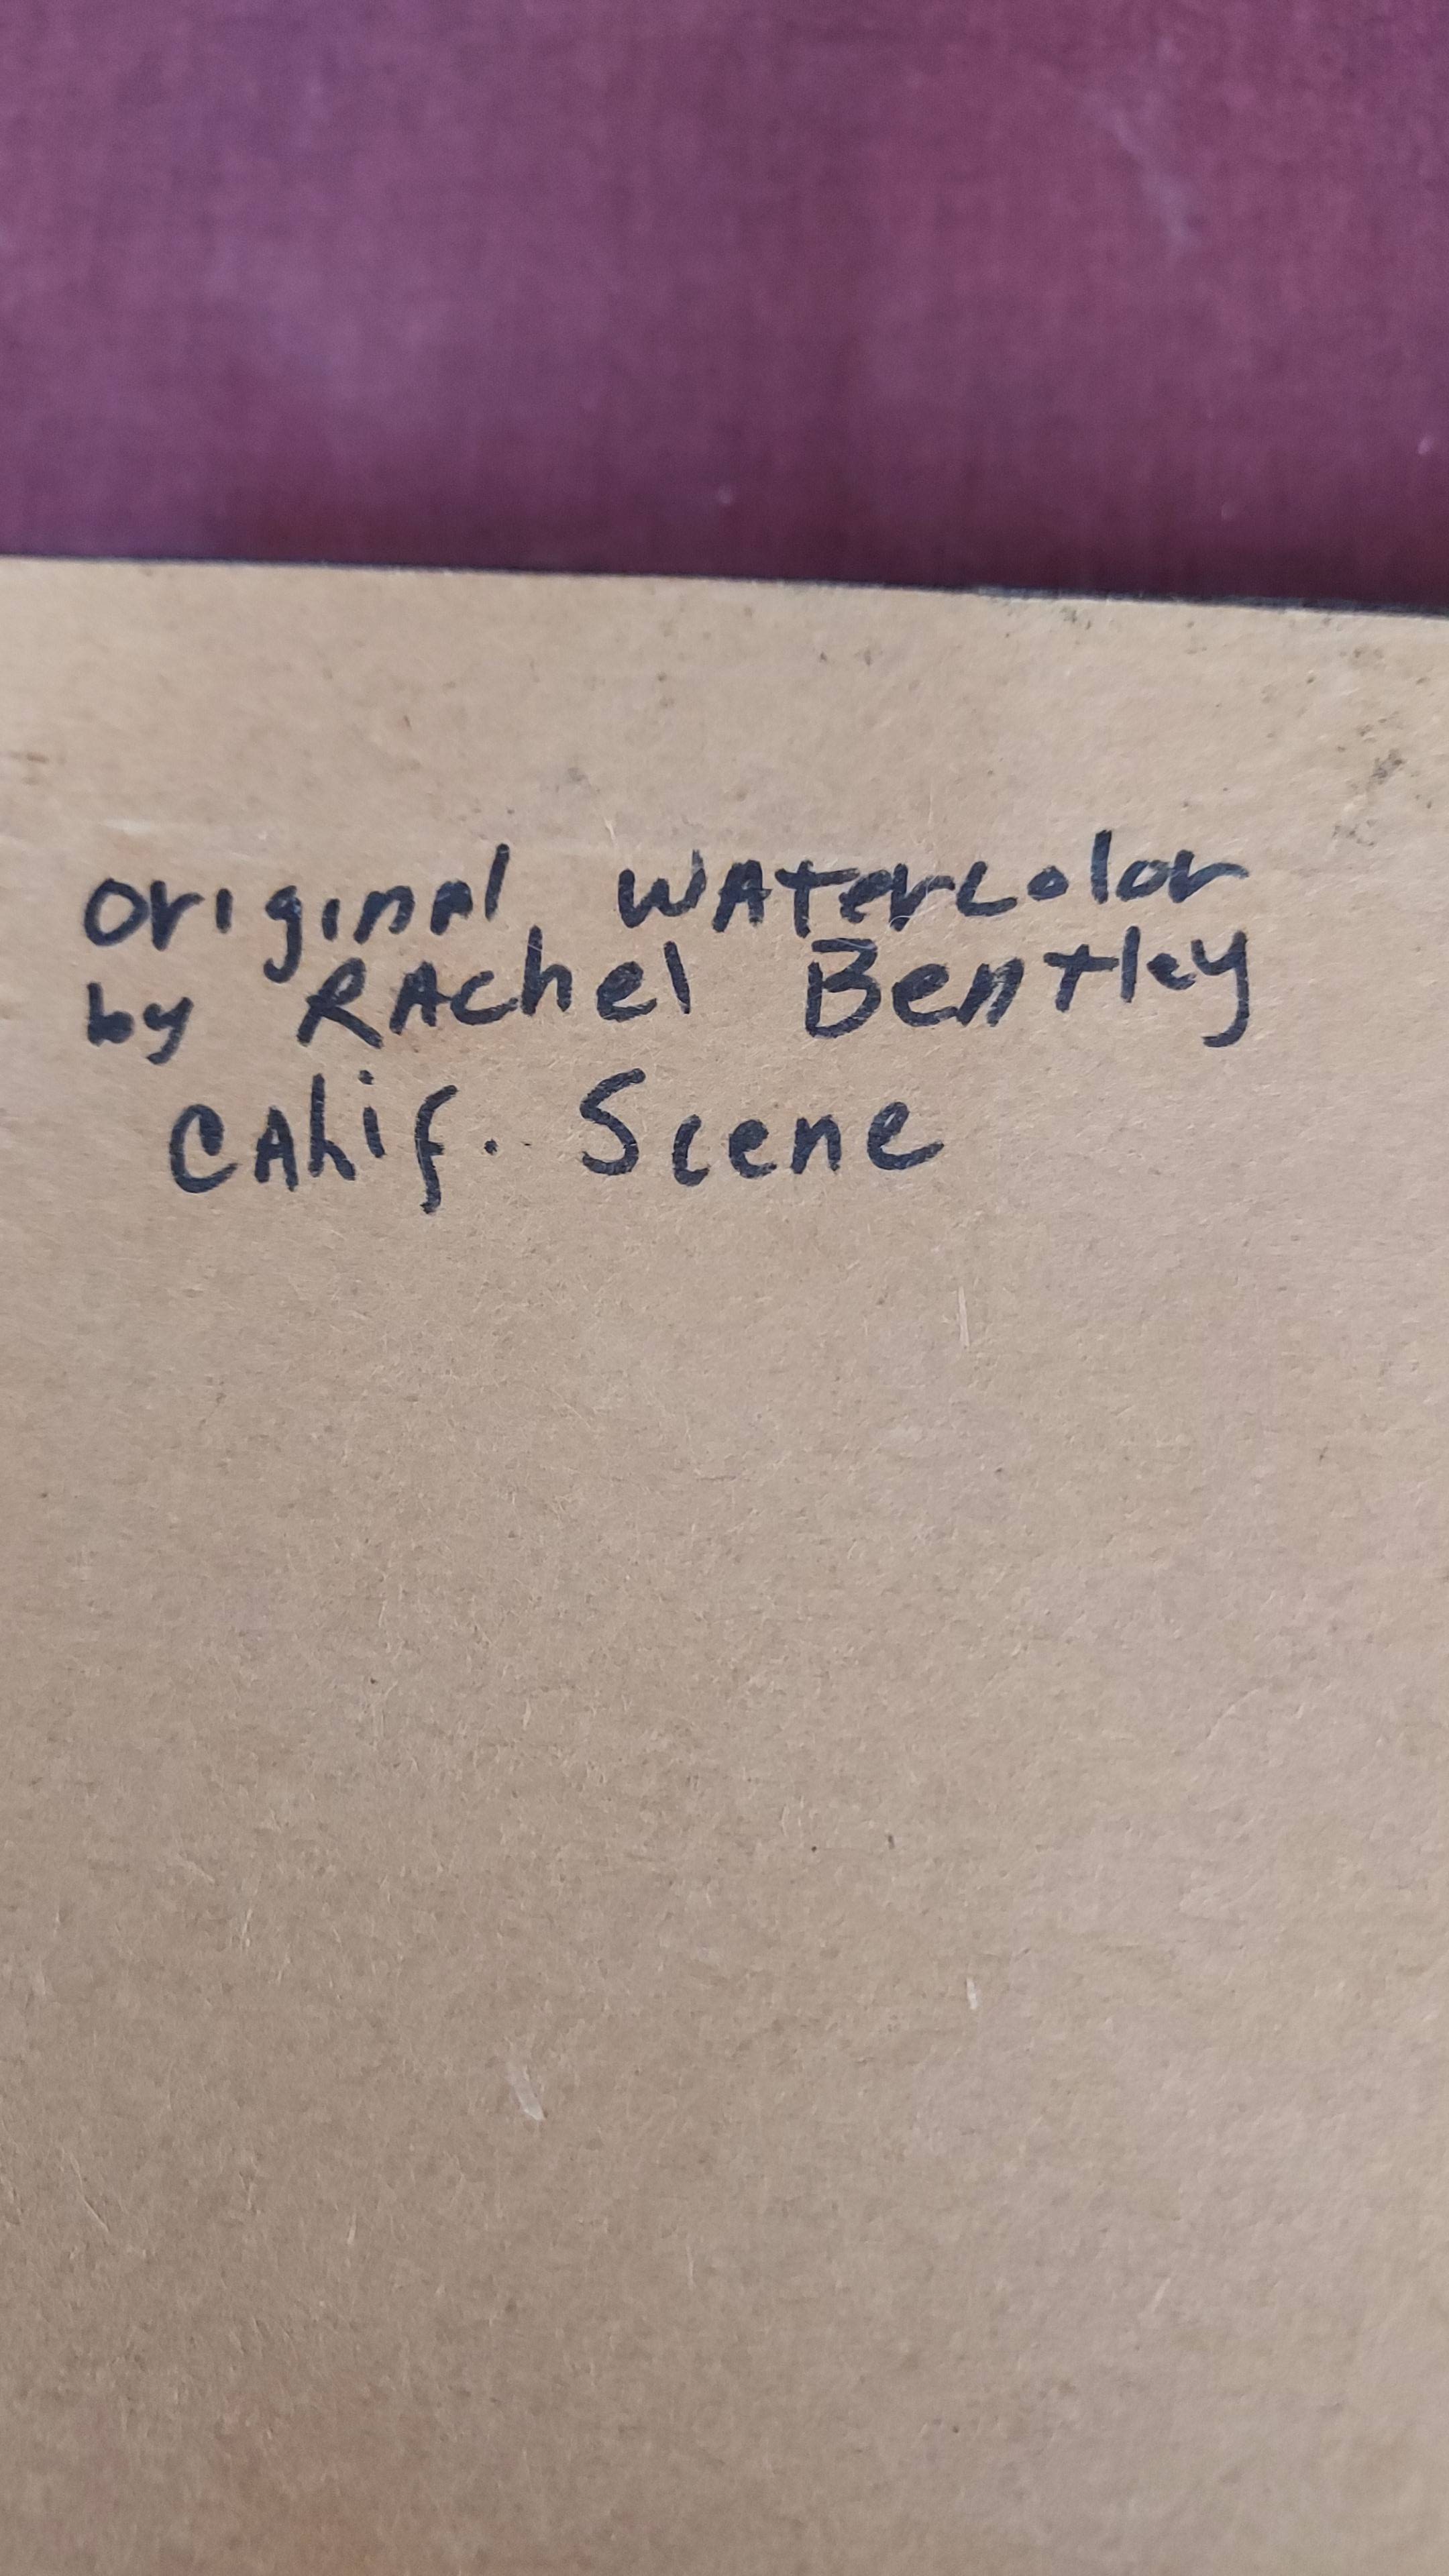 Original Watercolor
by Rachel Bentley
Calif. Scene